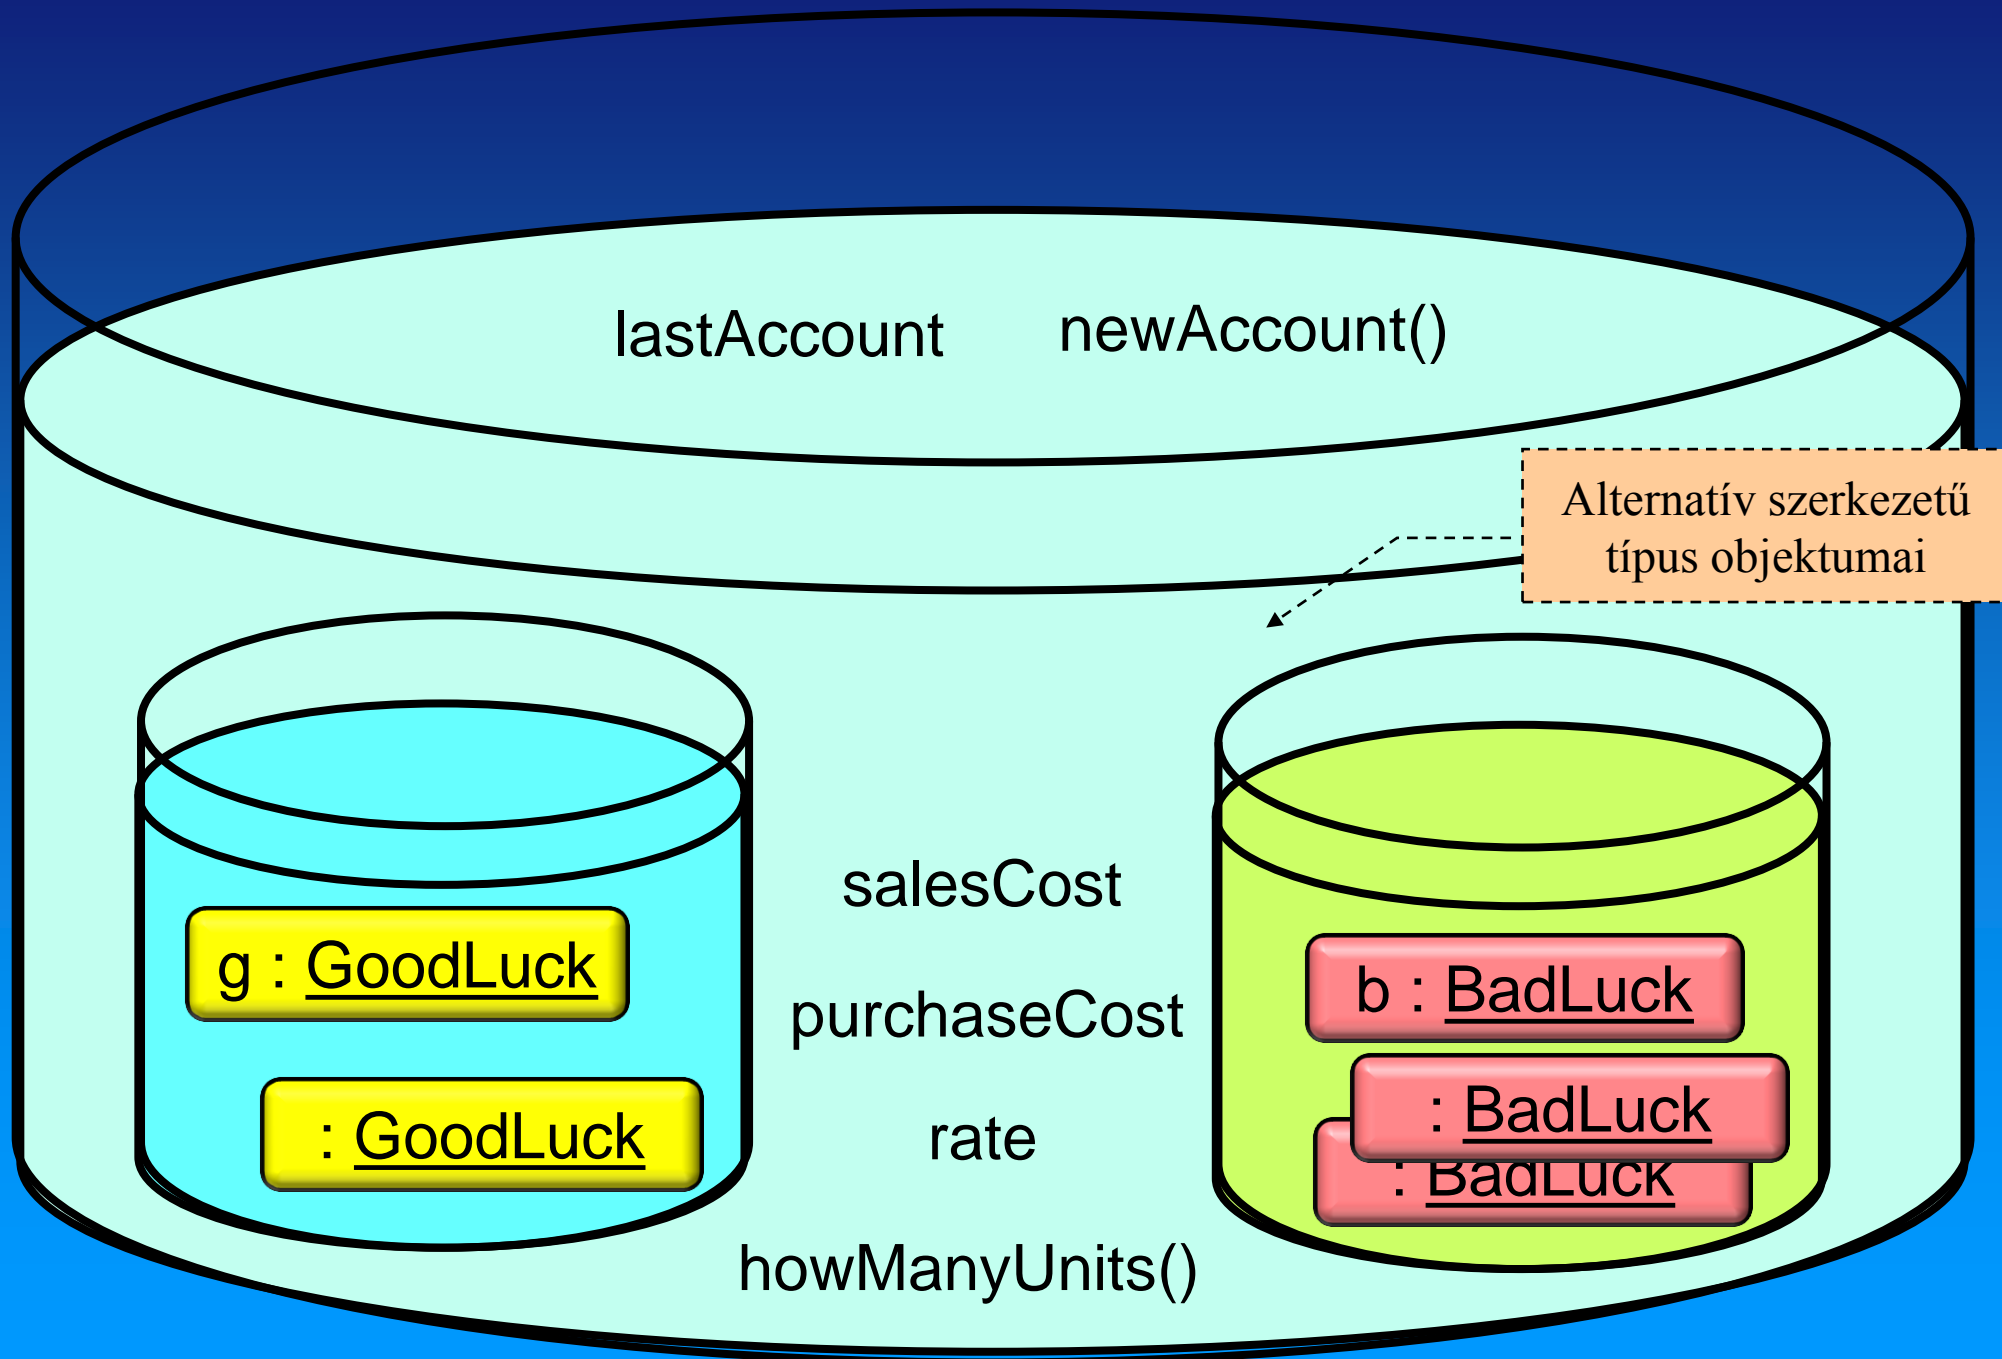 lastAccount newAccount()
Alternatív szerkezetű
típus objektumai
salesCost
g : GoodLuck
b : BadLuck
purchaseCost
: GoodLuck
rate
: BadLuck
: BadLuck
howManyUnits()